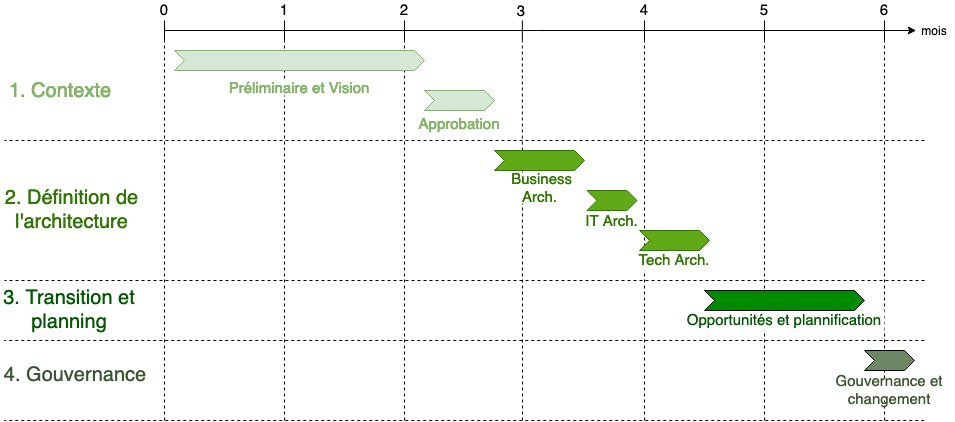 0 1 2 3 4 5 6
mois
1. Contexte
Préliminaire et Vision
Approbation
2. Définition de
l'architecture
Business
Arch.
IT Arch.
Tech Arch.
3. Transition et
planning
Opportunités et plannification
4. Gouvernance
Gouvernance et
changement